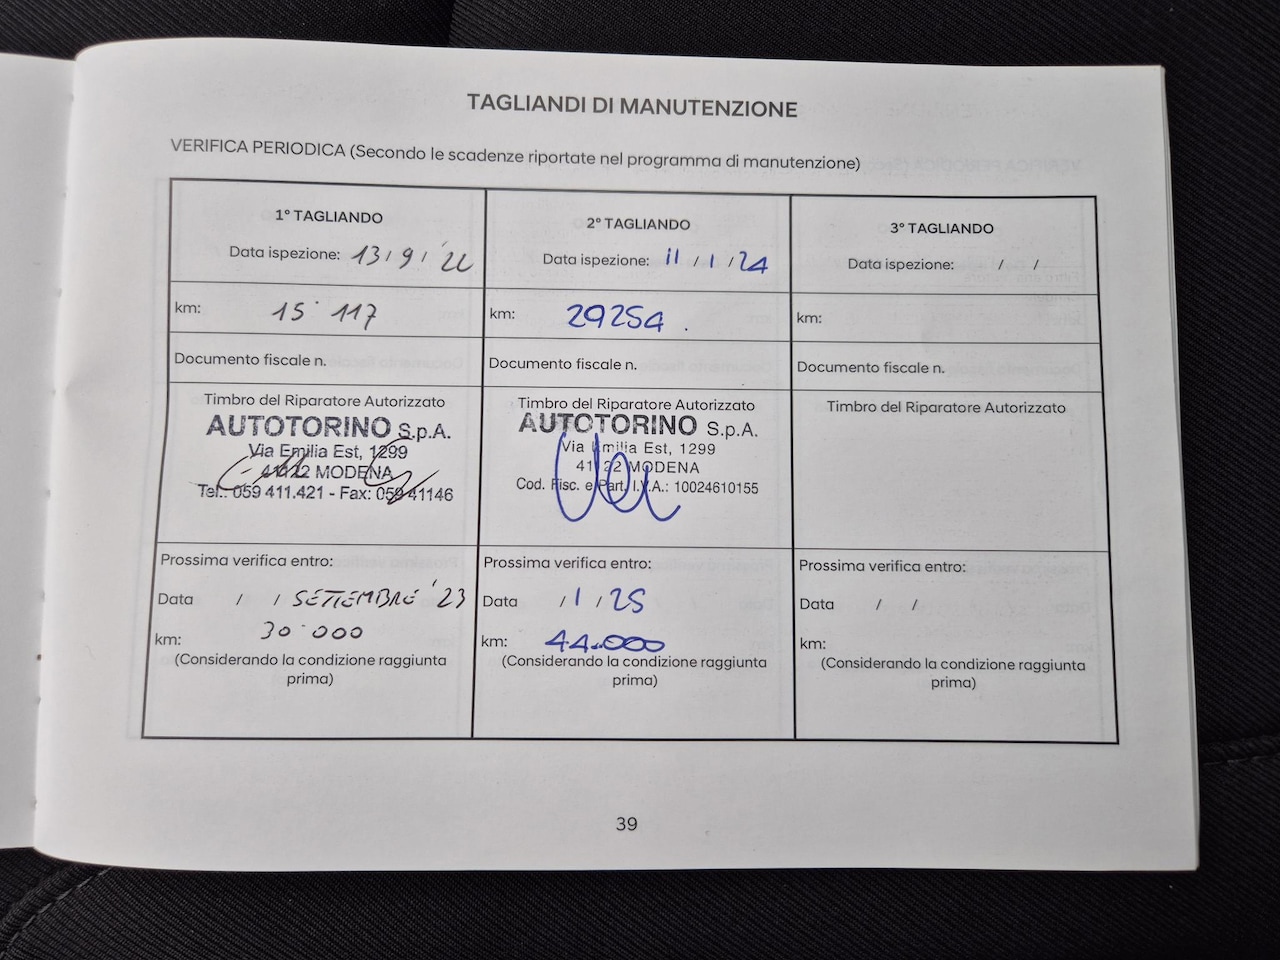 TAGLIANDI DI MANUTENZIONE
VERIFICA PERIODICA (Secondo le scadenze riportate nel programma di manutenzione)
1° TAGLIANDO
Data ispezione: 13/9/'22
km: 15˙117
Documento fiscale n.
Timbro del Riparatore Autorizzato
AUTOTORINO S.p.A.
Via Emilia Est, 1299
41122 MODENA
Tel.: 059 411.421 - Fax: 059 41146
Prossima verifica entro:
Data / / SETTEMBRE '23
km: 30˙000
(Considerando la condizione raggiunta
prima)
2° TAGLIANDO
Data ispezione: 11/1/24
km: 29254.
Documento fiscale n.
Timbro del Riparatore Autorizzato
AUTOTORINO S.p.A.
Via Emilia Est, 1299
41122 MODENA
Cod. Fisc. e Part. I.V.A.: 10024610155
Prossima verifica entro:
Data /1/25
km: 44.000
(Considerando la condizione raggiunta
prima)
3° TAGLIANDO
Data ispezione: / /
km:
Documento fiscale n.
Timbro del Riparatore Autorizzato
Prossima verifica entro:
Data / /
km:
(Considerando la condizione raggiunta
prima)
39